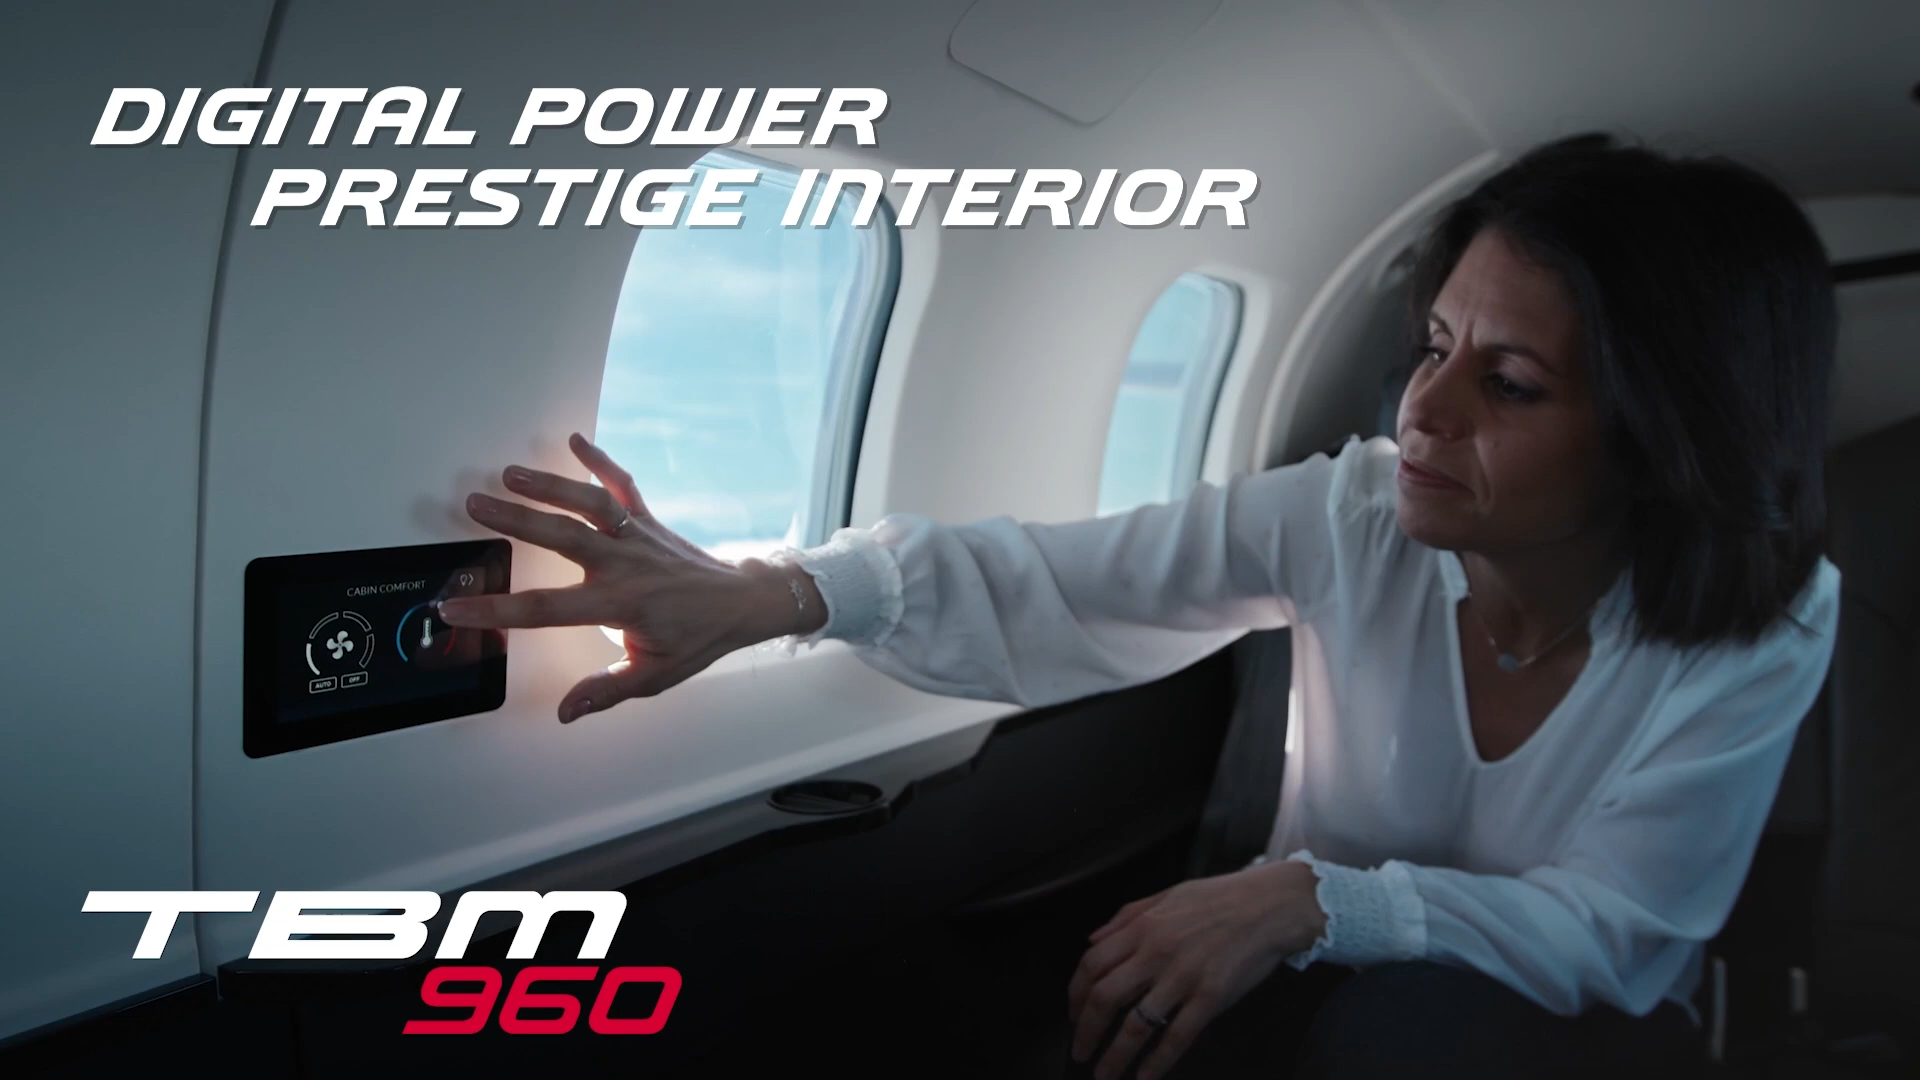 DIGITAL POWER
PRESTIGE INTERIOR
CABIN COMFORT
AUTO OFF
TBM
960